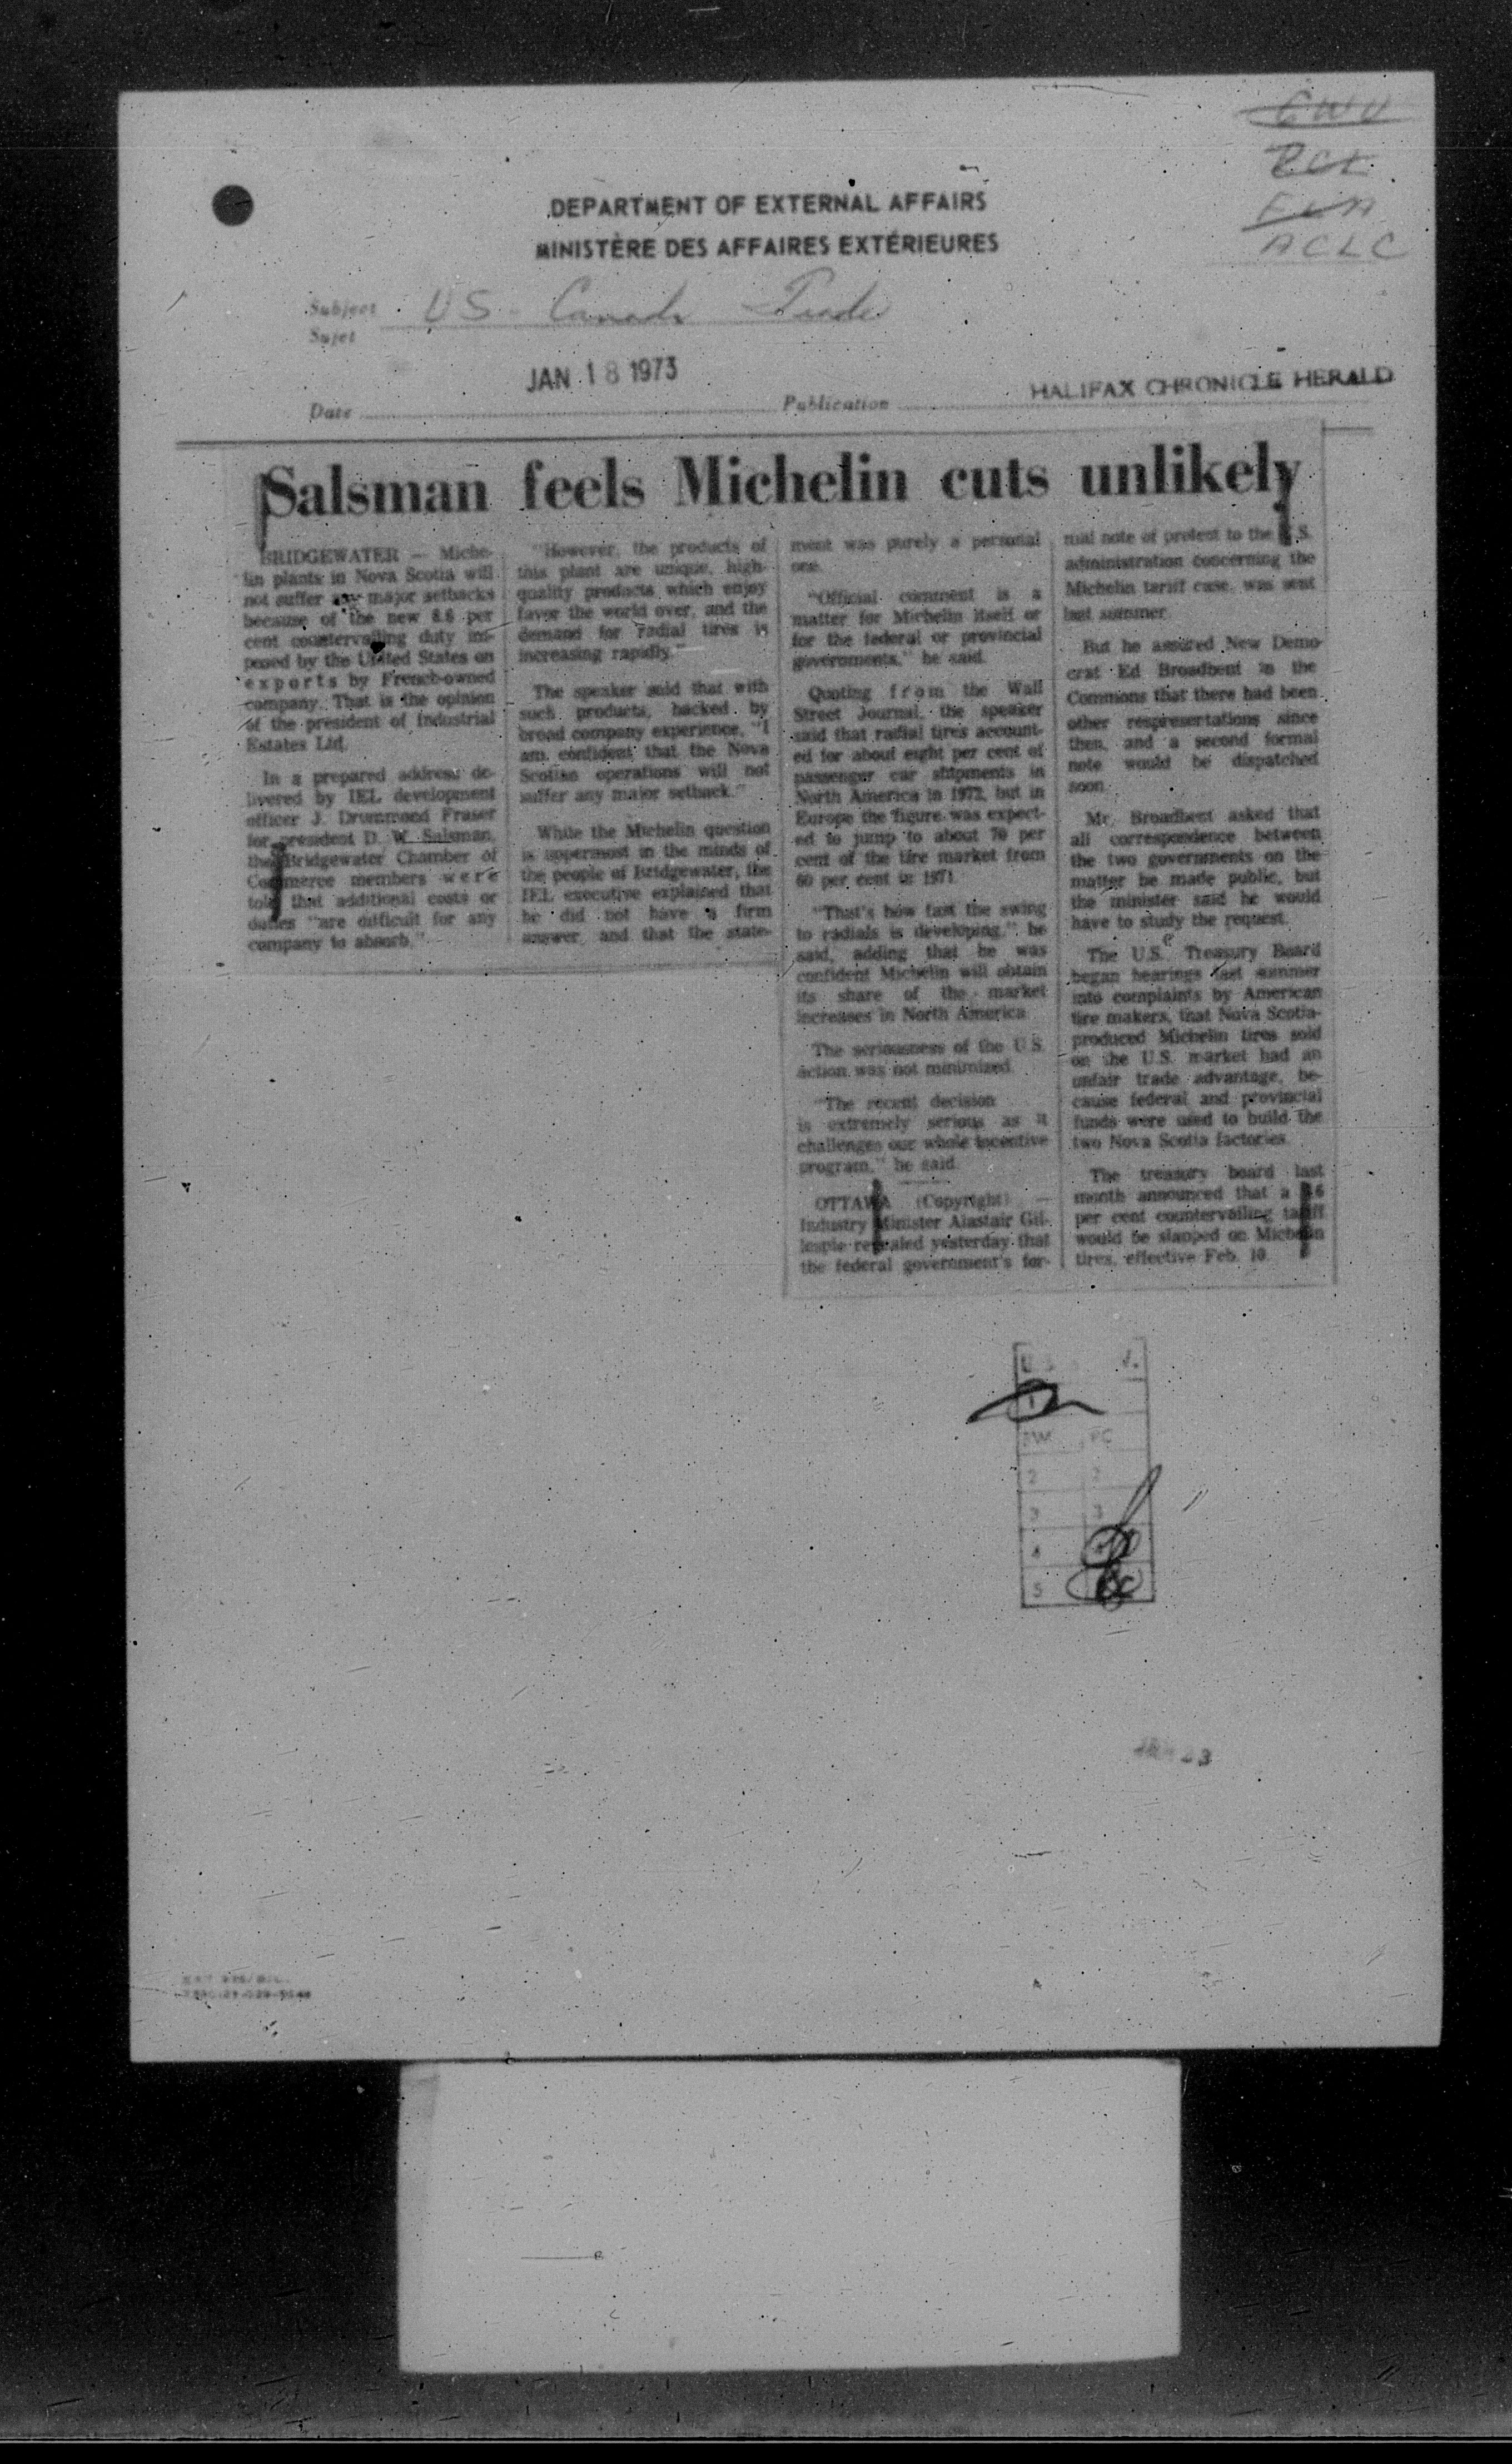 GWU
PCL
FLA
ACLC
DEPARTMENT OF EXTERNAL AFFAIRS
MINISTÈRE DES AFFAIRES EXTÉRIEURES
Subject US - Canada Trade
Sujet
JAN 18 1973
HALIFAX CHRONICLE HERALD
Date Publication
Salsman feels Michelin cuts unlikely
BRIDGEWATER — Miche-
lin plants in Nova Scotia will
not suffer any major setbacks
because of the new 6.6 per
cent countervailing duty im-
posed by the United States on
exports by French-owned
company. That is the opinion
of the president of Industrial
Estates Ltd.
In a prepared address de-
livered by IEL development
officer J. Drummond Fraser
for president D. W. Salsman,
the Bridgewater Chamber of
Commerce members were
told that additional costs or
duties "are difficult for any
company to absorb."
"However, the products of
this plant are unique, high-
quality products which enjoy
favor the world over, and the
demand for radial tires is
increasing rapidly."
The speaker said that with
such products, backed by
broad company experience, "I
am confident that the Nova
Scotian operations will not
suffer any major setback."
While the Michelin question
is uppermost in the minds of
the people of Bridgewater, the
IEL executive explained that
he did not have a firm
answer and that the state-
ment was purely a personal
one.
"Official comment is a
matter for Michelin itself or
for the federal or provincial
governments," he said.
Quoting from the Wall
Street Journal, the speaker
said that radial tires account-
ed for about eight per cent of
passenger car shipments in
North America in 1972, but in
Europe the figure was expect-
ed to jump to about 70 per
cent of the tire market from
60 per cent in 1971.
"That's how fast the swing
to radials is developing," he
said, adding that he was
confident Michelin will obtain
its share of the market
increases in North America.
The seriousness of the U.S.
action was not minimized.
"The recent decision
is extremely serious as it
challenges our whole incentive
program," he said.
OTTAWA (Copyright) —
Industry Minister Alastair Gil-
lespie revealed yesterday that
the federal government's for-
mal note of protest to the U.S.
administration concerning the
Michelin tariff case, was sent
last summer.
But he assured New Demo-
crat Ed Broadbent in the
Commons that there had been
other respresentations since
then, and a second formal
note would be dispatched
soon.
Mr. Broadbent asked that
all correspondence between
the two governments on the
matter be made public, but
the minister said he would
have to study the request.
The U.S. Treasury Board
began hearings last summer
into complaints by American
tire makers, that Nova Scotia-
produced Michelin tires sold
on the U.S. market had an
unfair trade advantage, be-
cause federal and provincial
funds were used to build the
two Nova Scotia factories.
The treasury board last
month announced that a 6.6
per cent countervailing tariff
would be slapped on Michelin
tires, effective Feb. 10.
2 2
3 3
4
5